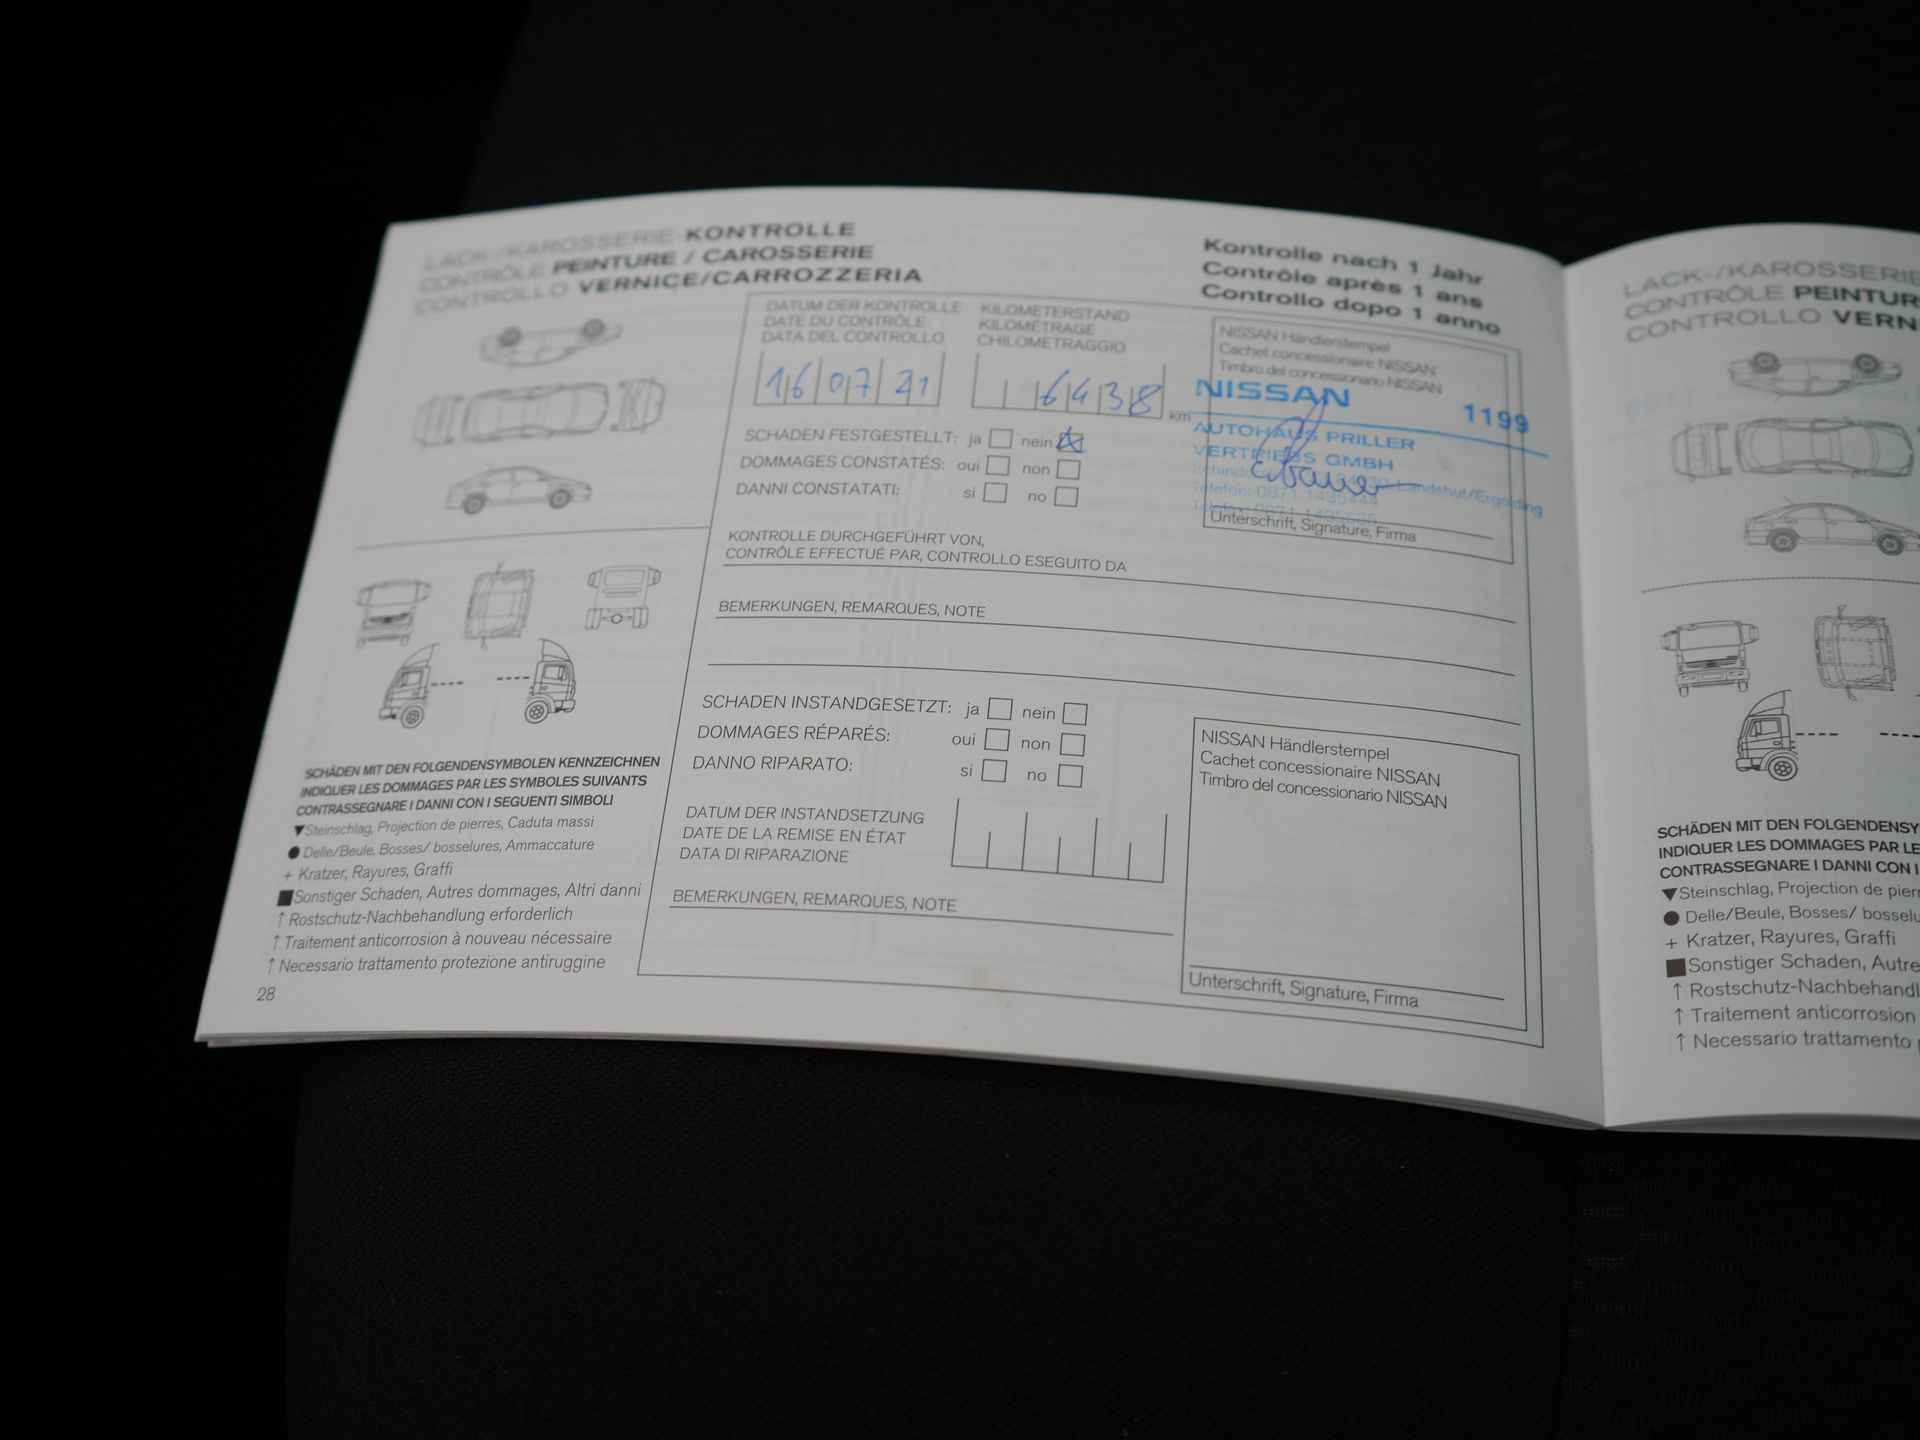 LACK-/KAROSSERIE-KONTROLLE
CONTRÔLE PEINTURE / CAROSSERIE
CONTROLLO VERNICE/CARROZZERIA
Kontrolle nach 1 Jahr
Contrôle après 1 ans
Controllo dopo 1 anno
DATUM DER KONTROLLE
DATE DU CONTRÔLE
DATA DEL CONTROLLO
16 07 21
KILOMETERSTAND
KILOMÉTRAGE
CHILOMETRAGGIO
6438 km
NISSAN Händlerstempel
Cachet concessionaire NISSAN
Timbro del concessionario NISSAN
NISSAN 1199
AUTOHAUS PRILLER
VERTRIEBS GMBH
Landshut/Ergolding
Telefon: 0871
Unterschrift, Signature, Firma
SCHADEN FESTGESTELLT: ja nein
DOMMAGES CONSTATÉS: oui non
DANNI CONSTATATI: si no
KONTROLLE DURCHGEFÜHRT VON,
CONTRÔLE EFFECTUÉ PAR, CONTROLLO ESEGUITO DA
BEMERKUNGEN, REMARQUES, NOTE
SCHADEN INSTANDGESETZT: ja nein
DOMMAGES RÉPARÉS: oui non
DANNO RIPARATO: si no
DATUM DER INSTANDSETZUNG
DATE DE LA REMISE EN ÉTAT
DATA DI RIPARAZIONE
BEMERKUNGEN, REMARQUES, NOTE
NISSAN Händlerstempel
Cachet concessionaire NISSAN
Timbro del concessionario NISSAN
Unterschrift, Signature, Firma
SCHÄDEN MIT DEN FOLGENDENSYMBOLEN KENNZEICHNEN
INDIQUER LES DOMMAGES PAR LES SYMBOLES SUIVANTS
CONTRASSEGNARE I DANNI CON I SEGUENTI SIMBOLI
▼Steinschlag, Projection de pierres, Caduta massi
● Delle/Beule, Bosses/ bosselures, Ammaccature
+ Kratzer, Rayures, Graffi
■Sonstiger Schaden, Autres dommages, Altri danni
↑ Rostschutz-Nachbehandlung erforderlich
↑ Traitement anticorrosion à nouveau nécessaire
↑ Necessario trattamento protezione antiruggine
28
LACK-/KAROSSERIE
CONTRÔLE PEINTUR
CONTROLLO VERN
SCHÄDEN MIT DEN FOLGENDENSY
INDIQUER LES DOMMAGES PAR LE
CONTRASSEGNARE I DANNI CON I
▼Steinschlag, Projection de pierr
● Delle/Beule, Bosses/ bosselu
+ Kratzer, Rayures, Graffi
■Sonstiger Schaden, Autre
↑ Rostschutz-Nachbehandl
↑ Traitement anticorrosion
↑ Necessario trattamento